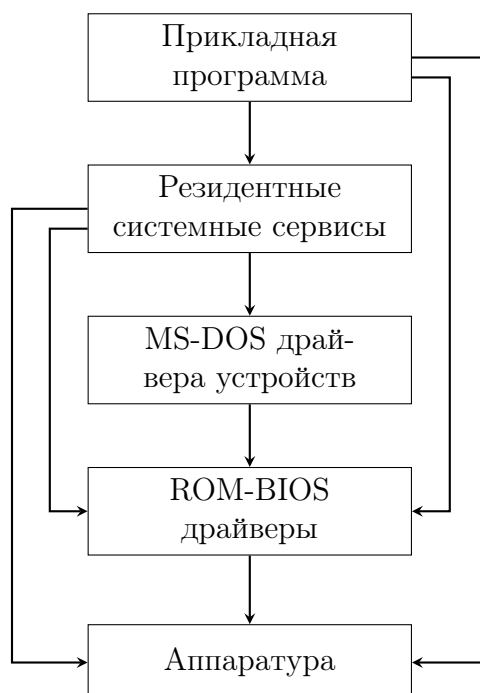 Прикладная
программа
Резидентные
системные сервисы
MS-DOS драй-
вера устройств
ROM-BIOS
драйверы
Аппаратура